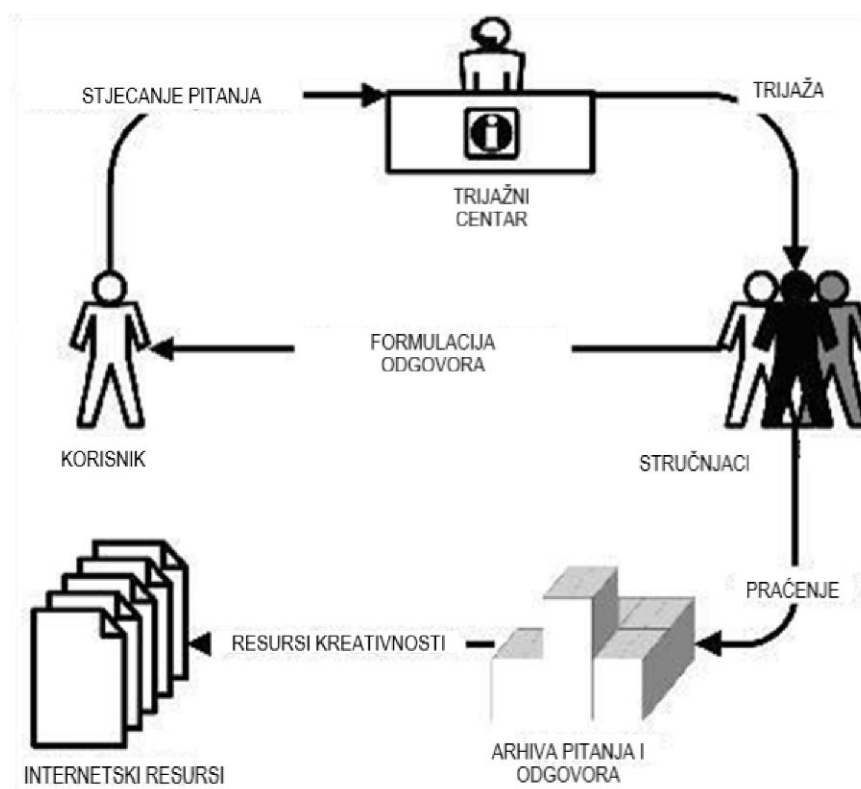 STJECANJE PITANJA
TRIJAŽA
TRIJAŽNI
CENTAR
FORMULACIJA
ODGOVORA
KORISNIK
STRUČNJACI
PRAĆENJE
RESURSI KREATIVNOSTI
ARHIVA PITANJA I
ODGOVORA
INTERNETSKI RESURSI